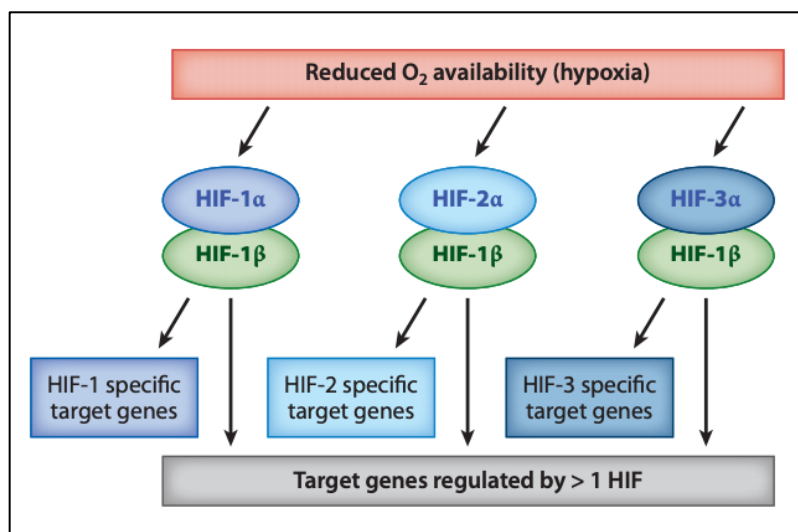 Reduced O₂ availability (hypoxia)
HIF-1α
HIF-2α
HIF-3α
HIF-1β
HIF-1β
HIF-1β
HIF-1 specific
target genes
HIF-2 specific
target genes
HIF-3 specific
target genes
Target genes regulated by > 1 HIF